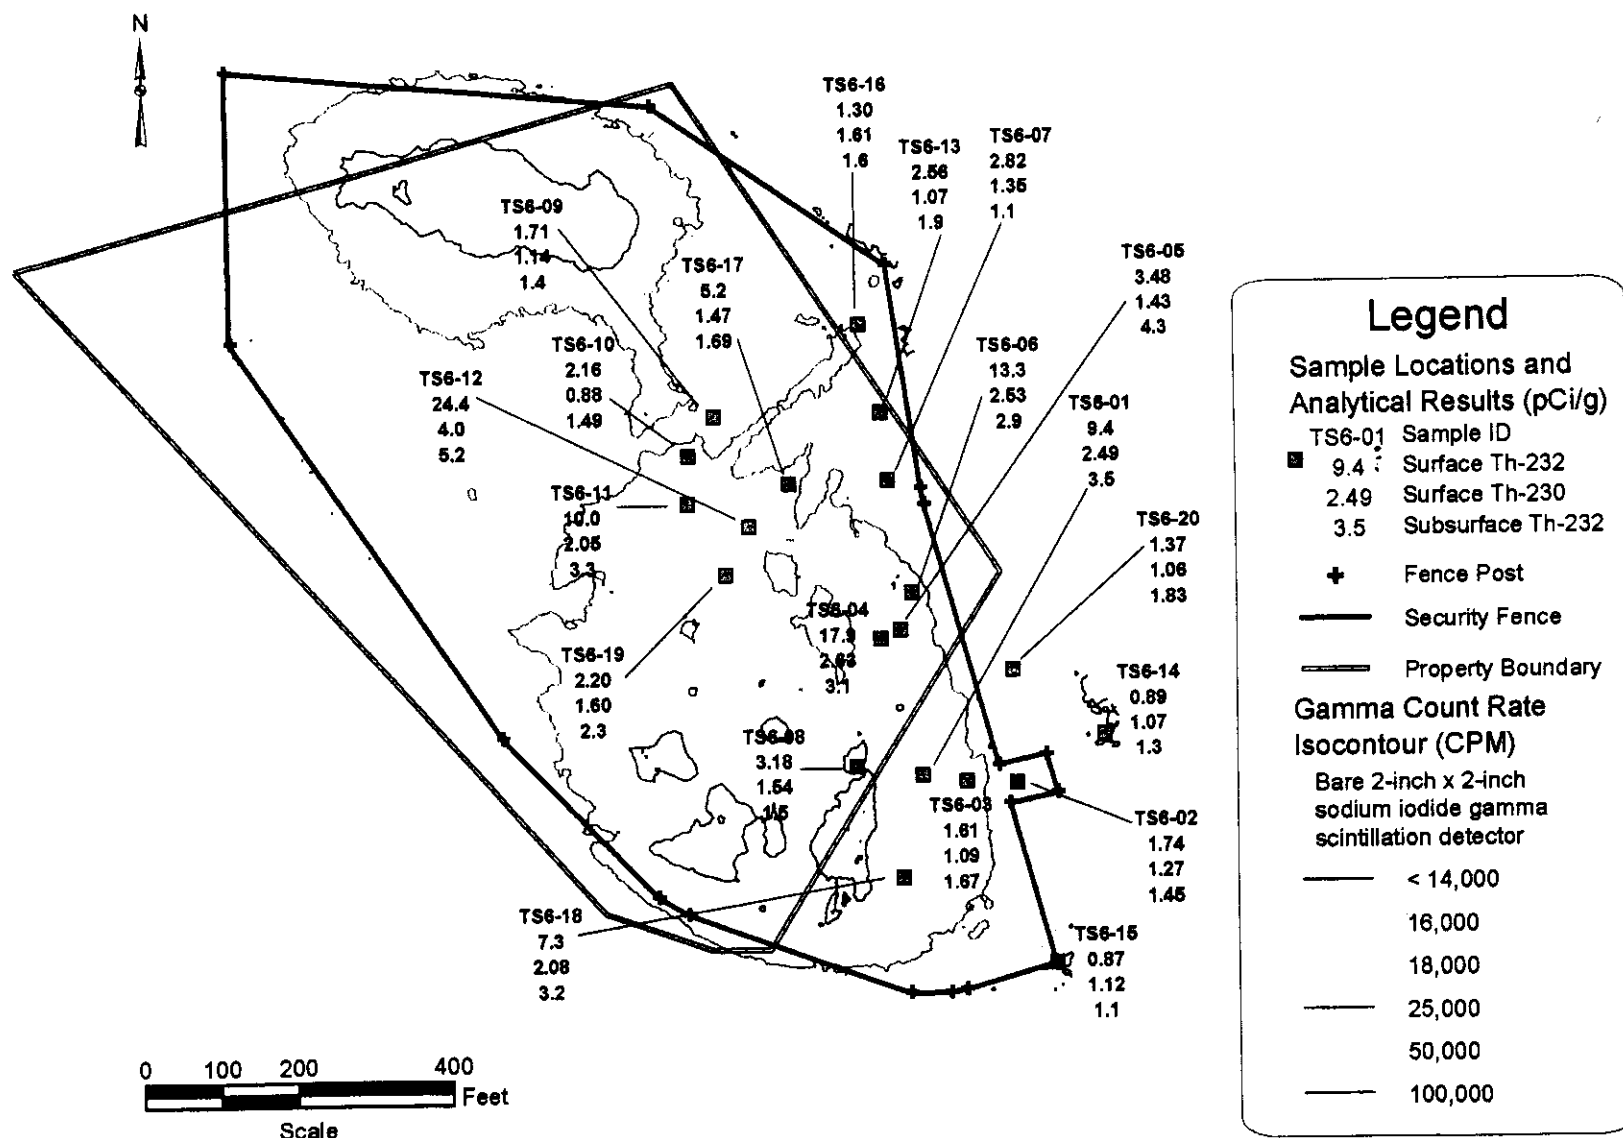 N
TS6-16
1.30
1.61
1.6
TS6-13
2.56
1.07
1.9
TS6-07
2.82
1.35
1.1
TS6-09
1.71
1.14
1.4
TS6-17
5.2
1.47
1.69
TS6-05
3.48
1.43
4.3
TS6-10
2.16
0.88
1.49
TS6-06
13.3
2.53
2.9
TS6-12
24.4
4.0
5.2
TS6-01
9.4
2.49
3.5
TS6-11
10.0
2.05
3.3
TS6-20
1.37
1.06
1.83
TS6-04
17.9
3.1
TS6-19
2.20
1.60
2.3
TS6-14
0.89
1.07
1.3
TS6-08
3.18
1.54
1.5
TS6-03
1.61
1.09
1.67
TS6-02
1.74
1.27
1.45
TS6-18
7.3
2.08
3.2
TS6-15
0.87
1.12
1.1
0 100 200 400
Feet
Scale
Legend
Sample Locations and
Analytical Results (pCi/g)
TS6-01 Sample ID
9.4 Surface Th-232
2.49 Surface Th-230
3.5 Subsurface Th-232
Fence Post
Security Fence
Property Boundary
Gamma Count Rate
Isocontour (CPM)
Bare 2-inch x 2-inch
sodium iodide gamma
scintillation detector
< 14,000
16,000
18,000
25,000
50,000
100,000